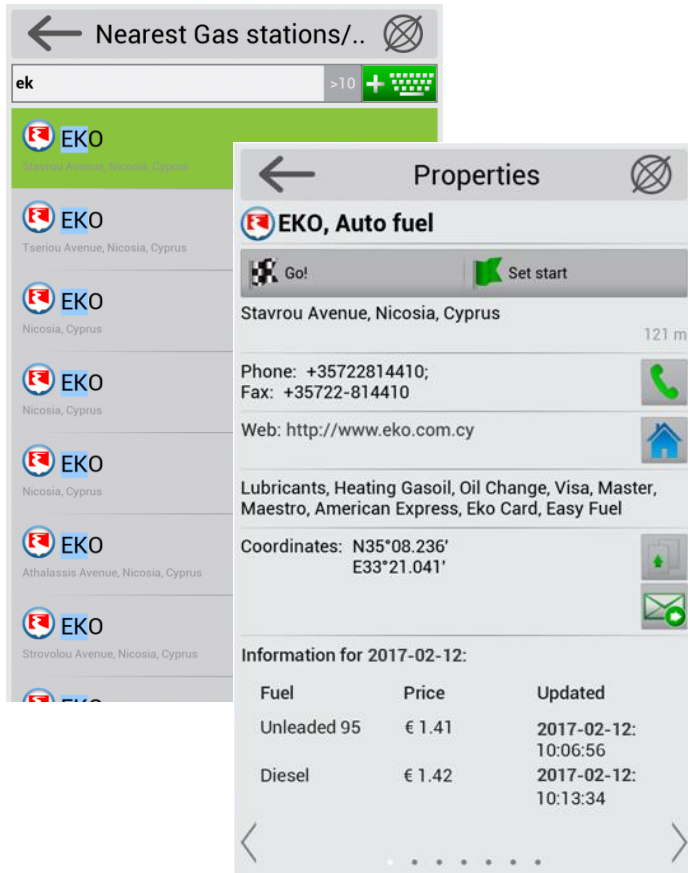 Nearest Gas stations/..
ek
>10
EKO
Stavrou Avenue, Nicosia, Cyprus
EKO
Tseriou Avenue, Nicosia, Cyprus
EKO
Nicosia, Cyprus
EKO
Nicosia, Cyprus
EKO
Nicosia, Cyprus
EKO
Athalassis Avenue, Nicosia, Cyprus
EKO
Strovolou Avenue, Nicosia, Cyprus
EKO
Properties
EKO, Auto fuel
Go!
Set start
Stavrou Avenue, Nicosia, Cyprus
121 m
Phone: +35722814410;
Fax: +35722-814410
Web: http://www.eko.com.cy
Lubricants, Heating Gasoil, Oil Change, Visa, Master,
Maestro, American Express, Eko Card, Easy Fuel
Coordinates: N35°08.236'
E33°21.041'
Information for 2017-02-12:
Fuel Price Updated
Unleaded 95 € 1.41 2017-02-12:
10:06:56
Diesel € 1.42 2017-02-12:
10:13:34